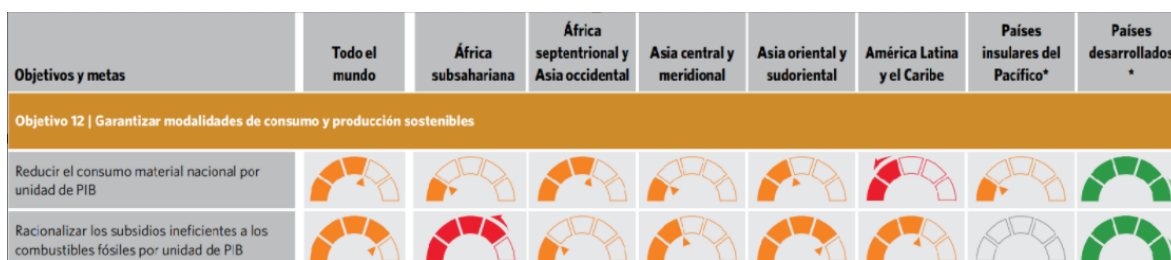 Objetivos y metas
Todo el
mundo
África
subsahariana
África
septentrional y
Asia occidental
Asia central y
meridional
Asia oriental y
sudoriental
América Latina
y el Caribe
Países
insulares del
Pacífico*
Países
desarrollados
*
Objetivo 12 | Garantizar modalidades de consumo y producción sostenibles
Reducir el consumo material nacional por
unidad de PIB
Racionalizar los subsidios ineficientes a los
combustibles fósiles por unidad de PIB